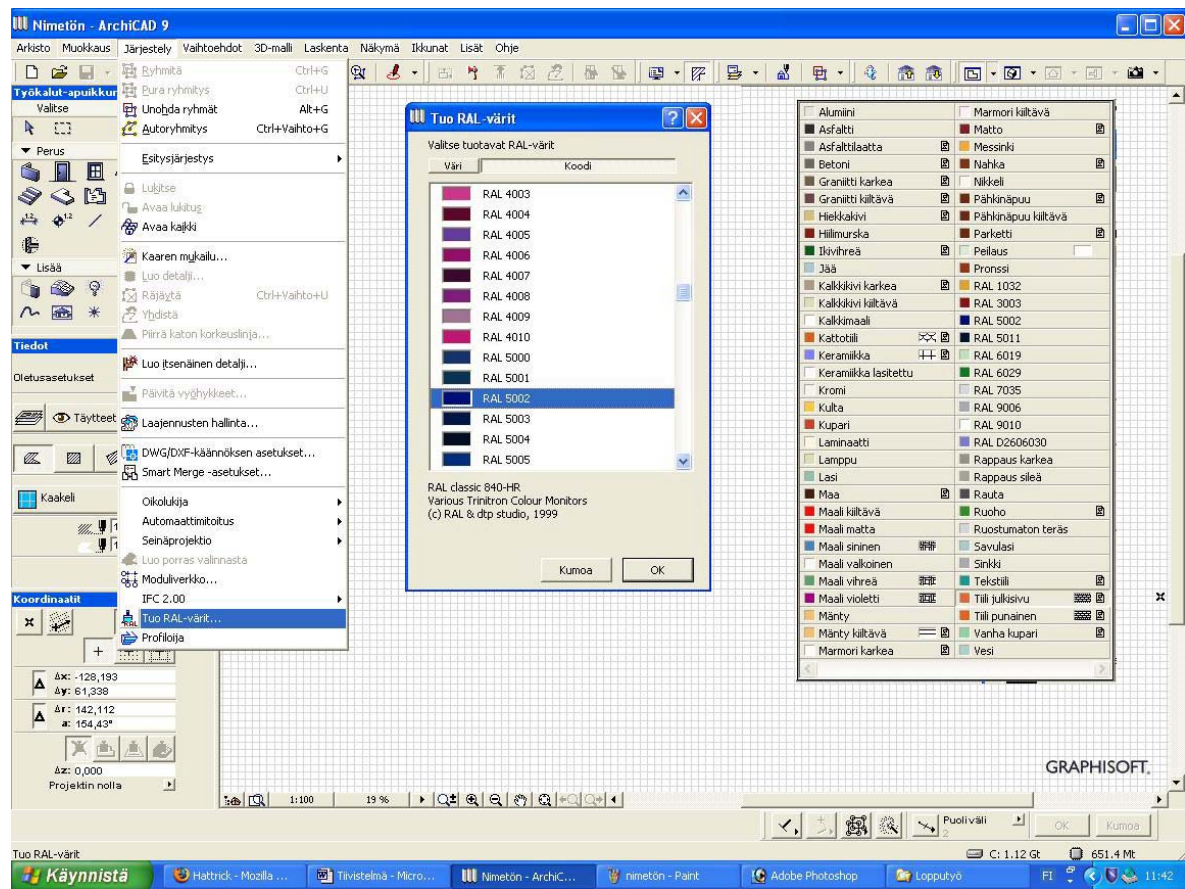 Nimetön - ArchiCAD 9
Arkisto Muokkaus Järjestely Vaihtoehdot 3D-malli Laskenta Näkymä Ikkunat Lisät Ohje
Työkalut-apuikkun
Valitse
Perus
Lisää
Tiedot
Oletusasetukset
Täytteet
Kaakeli
Koordinaatit
Δx: -128,193
Δy: 61,338
Δr: 142,112
a: 154,43°
Δz: 0,000
Projektin nolla
Ryhmitä Ctrl+G
Pura ryhmitys Ctrl+U
Unohda ryhmät Alt+G
Autoryhmitys Ctrl+Vaihto+G
Esitysjärjestys
Lukitse
Avaa lukitus
Avaa kaikki
Kaaren mukailu...
Luo detalji...
Räjäytä Ctrl+Vaihto+U
Yhdistä
Piirrä katon korkeuslinja...
Luo itsenäinen detalji...
Päivitä vyöhykkeet...
Laajennusten hallinta...
DWG/DXF-käännöksen asetukset...
Smart Merge -asetukset...
Oikolukija
Automaattimitoitus
Seinäprojektio
Luo porras valinnasta
Moduliverkko...
IFC 2.00
Tuo RAL-värit...
Profiloija
Tuo RAL-värit
Valitse tuotavat RAL-värit
Väri Koodi
RAL 4003
RAL 4004
RAL 4005
RAL 4006
RAL 4007
RAL 4008
RAL 4009
RAL 4010
RAL 5000
RAL 5001
RAL 5002
RAL 5003
RAL 5004
RAL 5005
RAL classic 840-HR
Various Trinitron Colour Monitors
(c) RAL & dtp studio, 1999
Kumoa OK
Alumiini
Asfaltti
Asfalttilaatta
Betoni
Graniitti karkea
Graniitti kiiltävä
Hiekkakivi
Hiilimurska
Ikivihreä
Jää
Kalkkikivi karkea
Kalkkikivi kiiltävä
Kalkkimaali
Kattotiili
Keramiikka
Keramiikka lasitettu
Kromi
Kulta
Kupari
Laminaatti
Lamppu
Lasi
Maa
Maali kiiltävä
Maali matta
Maali sininen
Maali valkoinen
Maali vihreä
Maali violetti
Mänty
Mänty kiiltävä
Marmori karkea
Marmori kiiltävä
Matto
Messinki
Nahka
Nikkeli
Pähkinäpuu
Pähkinäpuu kiiltävä
Parketti
Peilaus
Pronssi
RAL 1032
RAL 3003
RAL 5002
RAL 5011
RAL 6019
RAL 6029
RAL 7035
RAL 9006
RAL 9010
RAL D2606030
Rappaus karkea
Rappaus sileä
Rauta
Ruoho
Ruostumaton teräs
Savulasi
Sinkki
Tekstiili
Tiili julkisivu
Tiili punainen
Vanha kupari
Vesi
GRAPHISOFT.
1:100 19 %
Puoliväli
2
OK Kumoa
Tuo RAL-värit
C: 1.12 Gt 651.4 Mt
Käynnistä Hattrick - Mozilla ... Tiivistelmä - Micro... Nimetön - ArchiC... nimetön - Paint Adobe Photoshop Lopputyö FI 11:42